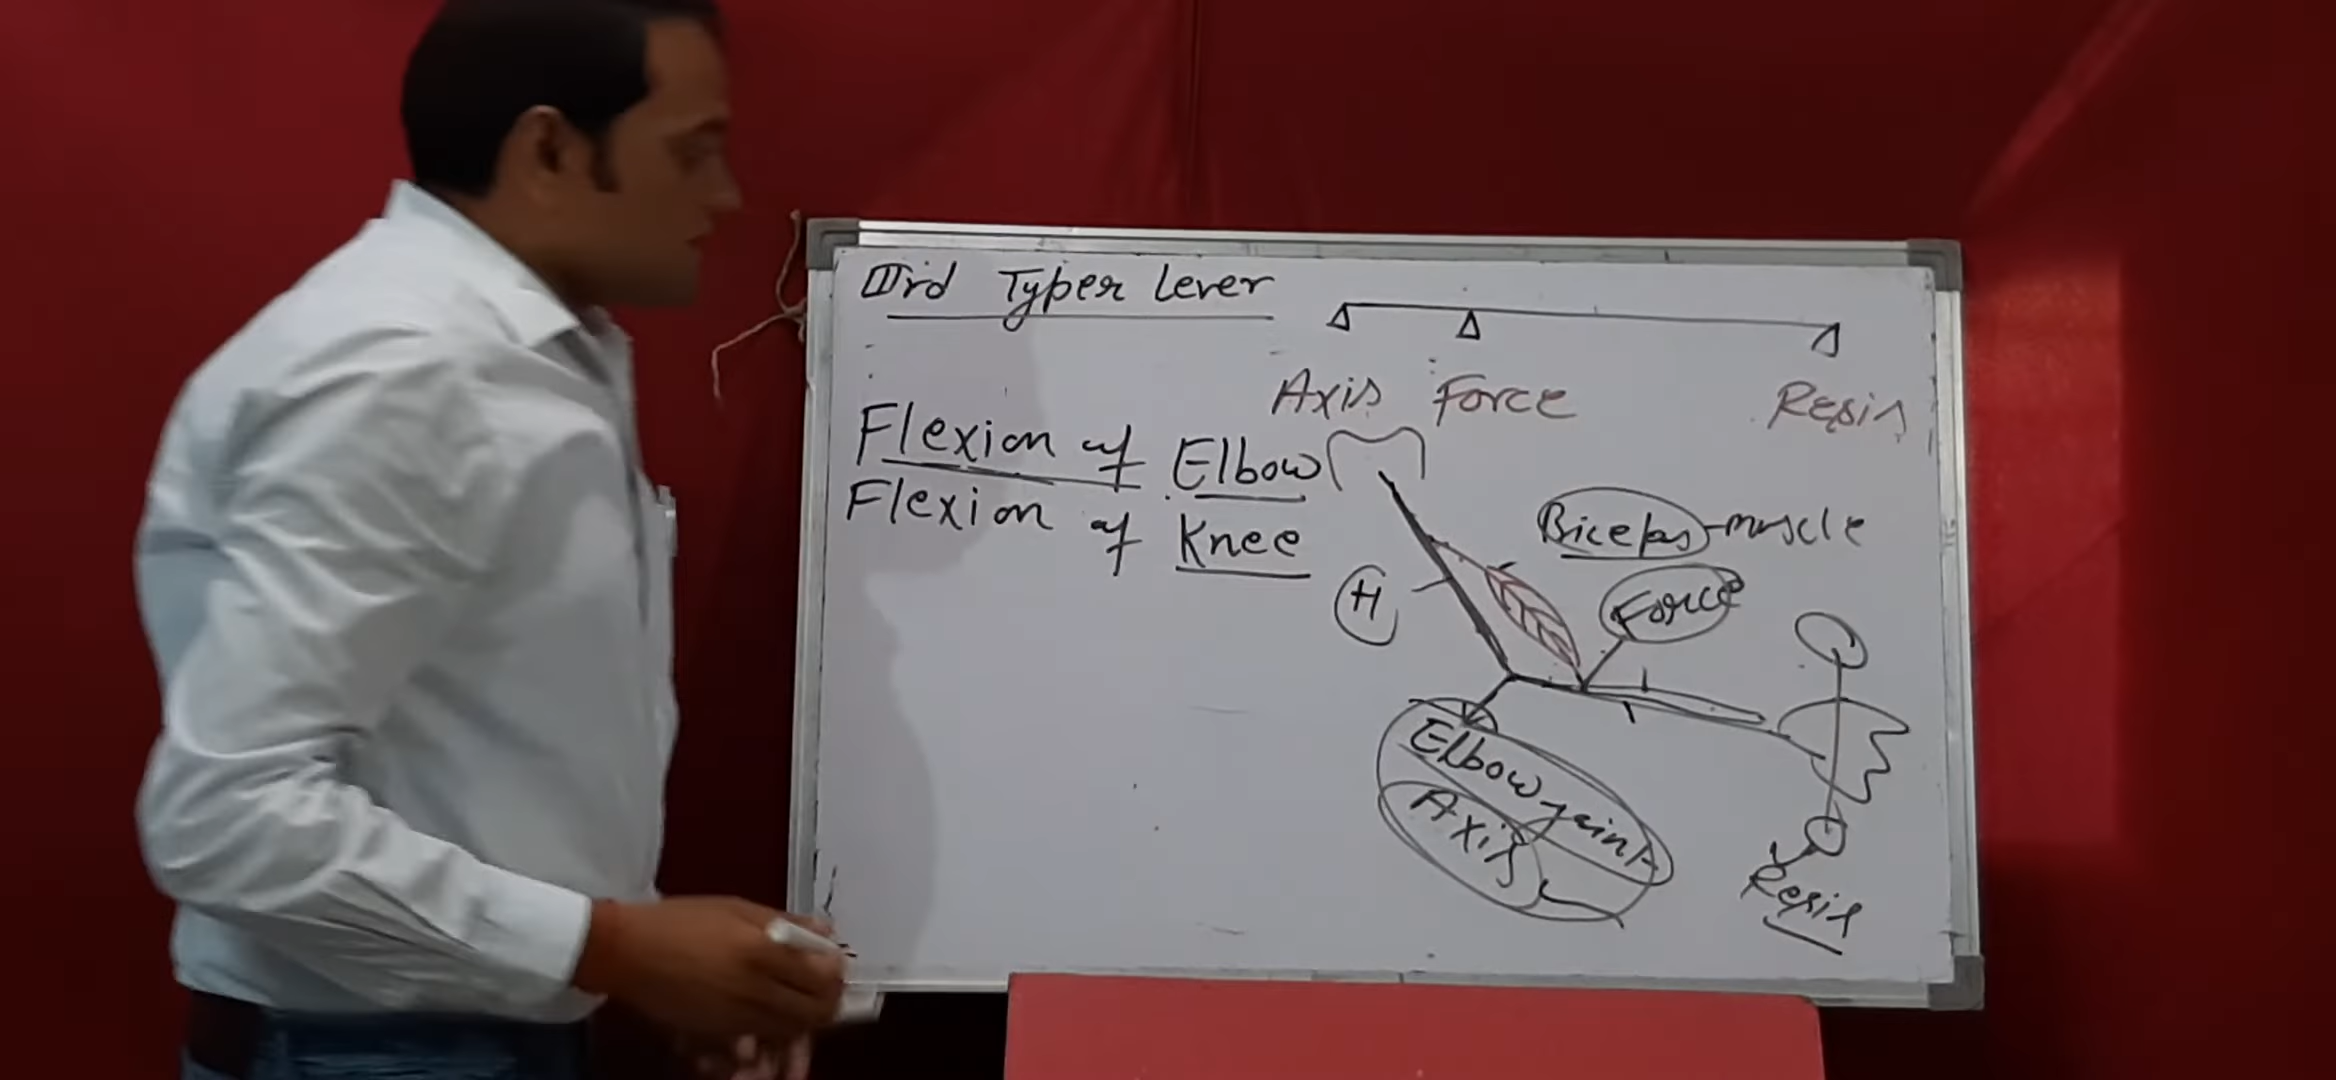 IIIrd Typer Lever
Axis Force Resis
Flexion of Elbow
Flexion of Knee
Biceps-muscle
H
Force
Elbow joint
Axis
Resis